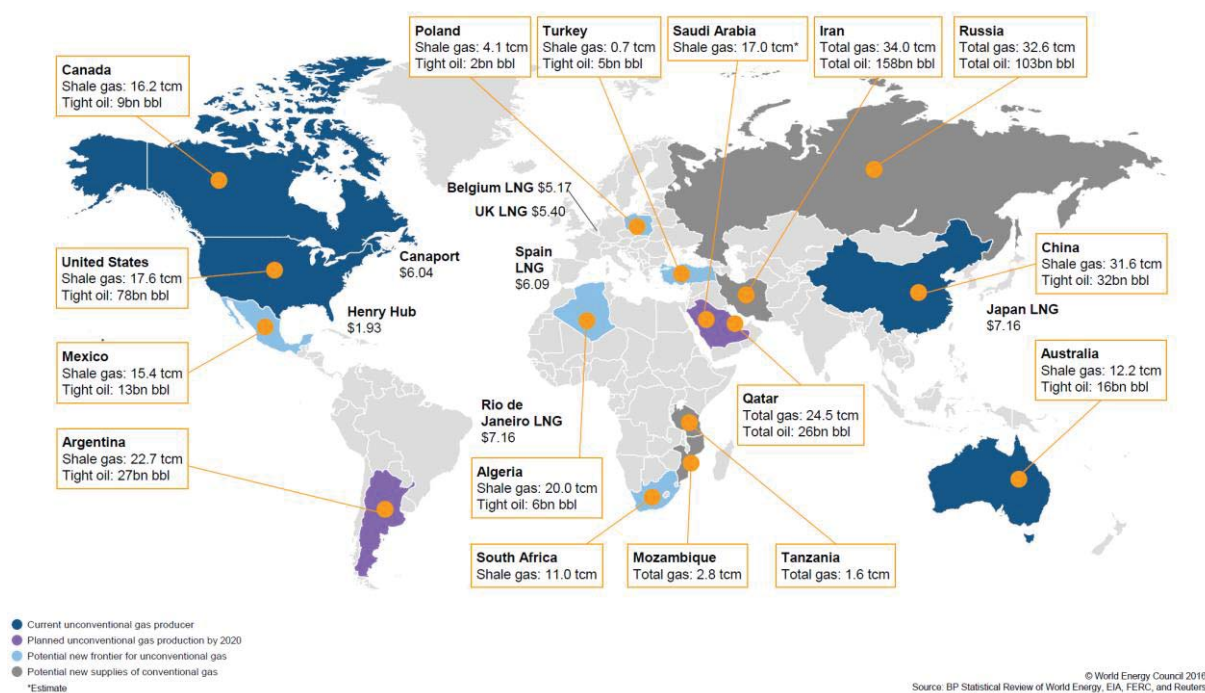 Poland
Shale gas: 4.1 tcm
Tight oil: 2bn bbl
Turkey
Shale gas: 0.7 tcm
Tight oil: 5bn bbl
Saudi Arabia
Shale gas: 17.0 tcm*
Iran
Total gas: 34.0 tcm
Total oil: 158bn bbl
Russia
Total gas: 32.6 tcm
Total oil: 103bn bbl
Canada
Shale gas: 16.2 tcm
Tight oil: 9bn bbl
Belgium LNG $5.17
UK LNG $5.40
Canaport
$6.04
Spain
LNG
$6.09
China
Shale gas: 31.6 tcm
Tight oil: 32bn bbl
United States
Shale gas: 17.6 tcm
Tight oil: 78bn bbl
Henry Hub
$1.93
Japan LNG
$7.16
Mexico
Shale gas: 15.4 tcm
Tight oil: 13bn bbl
Australia
Shale gas: 12.2 tcm
Tight oil: 16bn bbl
Qatar
Total gas: 24.5 tcm
Total oil: 26bn bbl
Rio de
Janeiro LNG
$7.16
Argentina
Shale gas: 22.7 tcm
Tight oil: 27bn bbl
Algeria
Shale gas: 20.0 tcm
Tight oil: 6bn bbl
South Africa
Shale gas: 11.0 tcm
Mozambique
Total gas: 2.8 tcm
Tanzania
Total gas: 1.6 tcm
Current unconventional gas producer
Planned unconventional gas production by 2020
Potential new frontier for unconventional gas
Potential new supplies of conventional gas
*Estimate
© World Energy Council 2016
Source: BP Statistical Review of World Energy, EIA, FERC, and Reuters